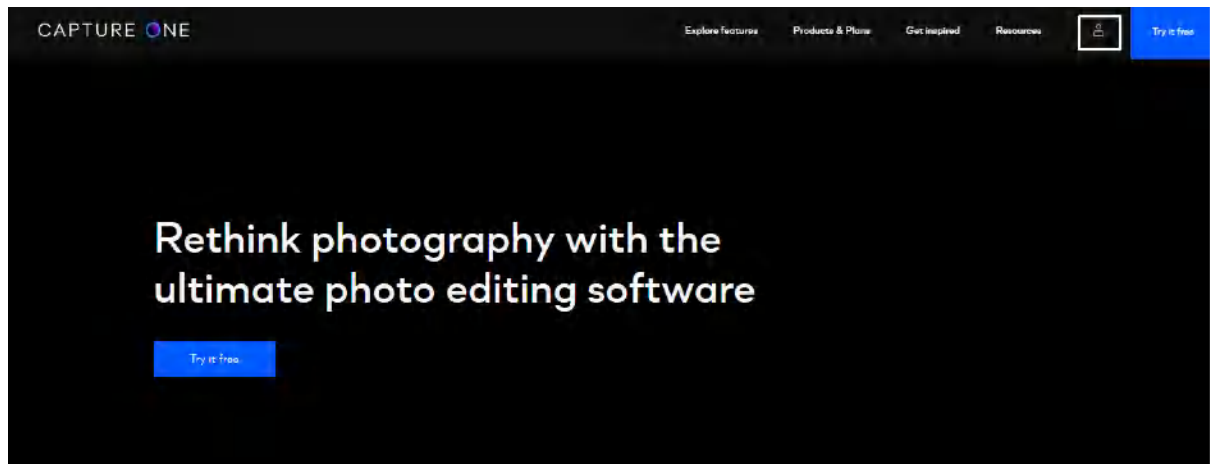 CAPTURE ONE
Explore features
Products & Plans
Get inspired
Resources
Try it free
Rethink photography with the
ultimate photo editing software
Try it free